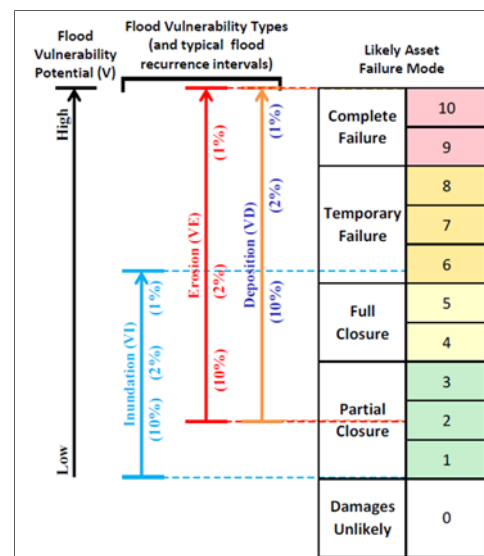 Flood
Vulnerability
Potential (V)
Flood Vulnerability Types
(and typical flood
recurrence intervals)
Likely Asset
Failure Mode
High
Low
Inundation (VI)
(10%)
(2%)
(1%)
Erosion (VE)
(10%)
(2%)
(1%)
Deposition (VD)
(10%)
(2%)
(1%)
Complete
Failure
10
9
Temporary
Failure
8
7
6
Full
Closure
5
4
Partial
Closure
3
2
1
Damages
Unlikely
0